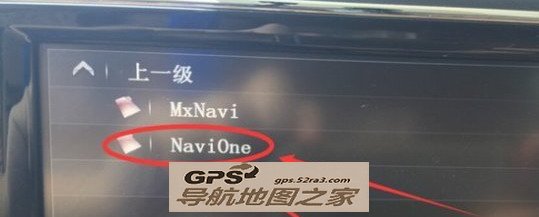 上一级
MxNavi
NaviOne
GPS gps.52ra3.com
导航地图之家